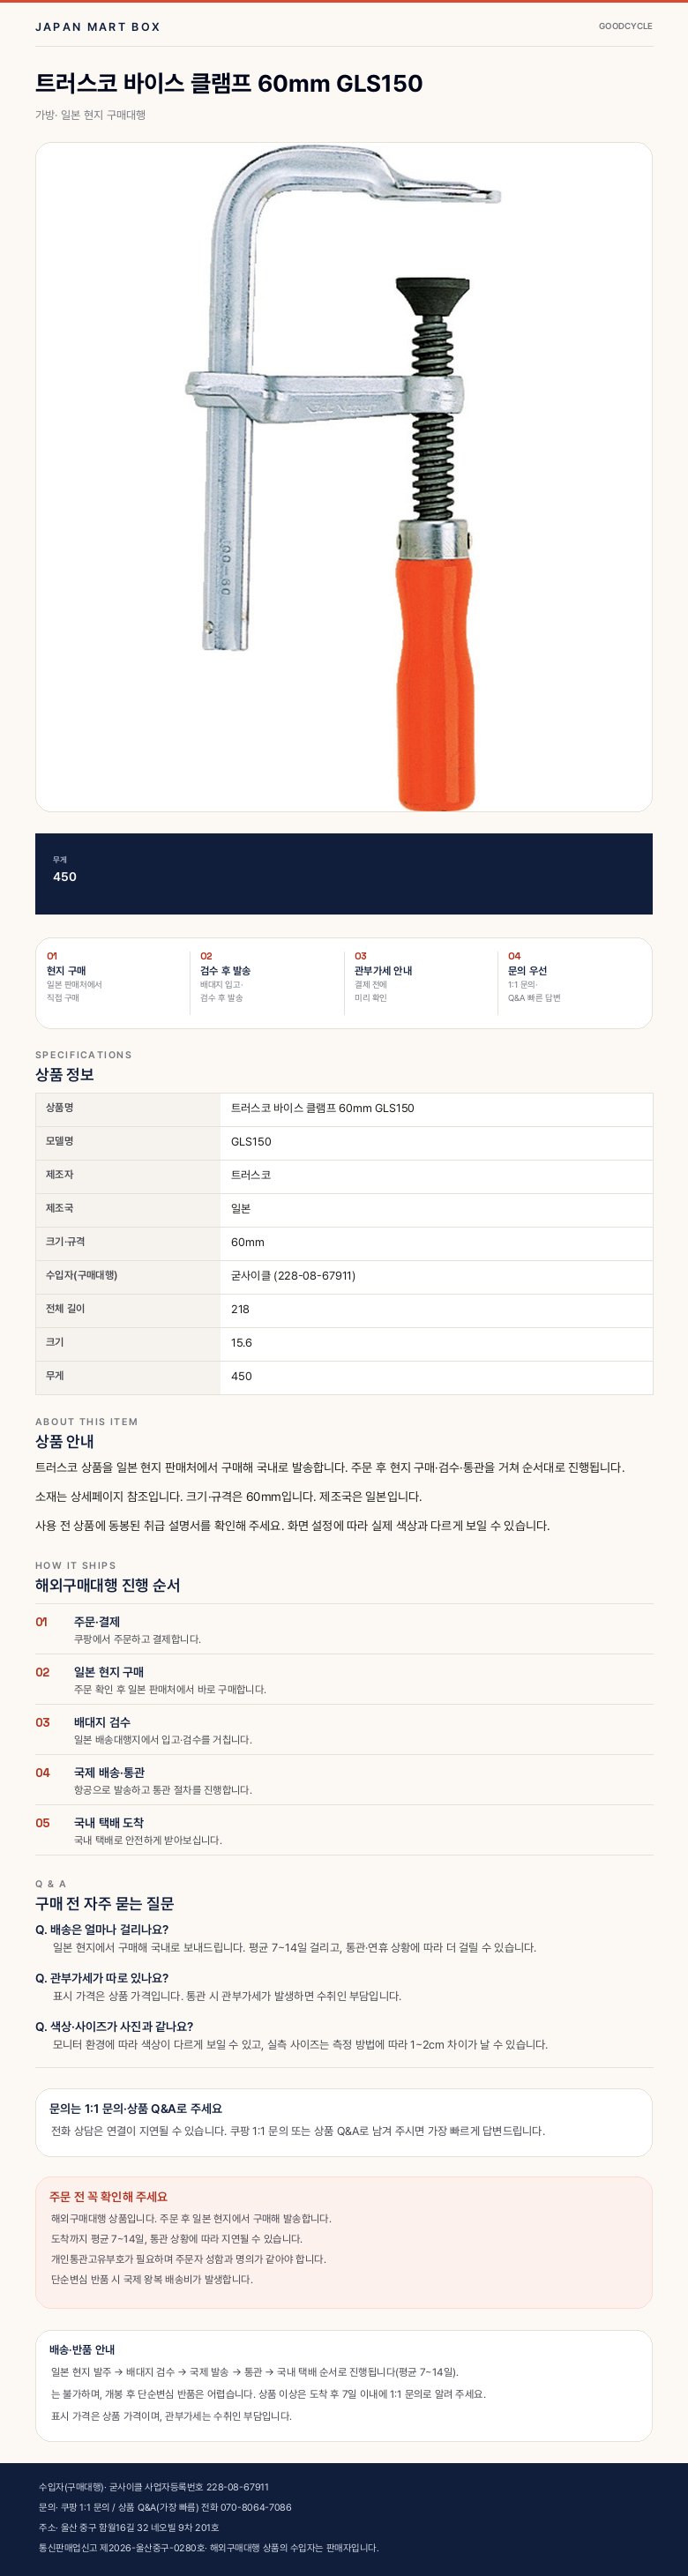 JAPAN MART BOX
GOODCYCLE
트러스코 바이스 클램프 60mm GLS150
가방· 일본 현지 구매대행
무게
450
01
현지 구매
일본 판매처에서
직접 구매
02
검수 후 발송
배대지 입고·
검수 후 발송
03
관부가세 안내
결제 전에
미리 확인
04
문의 우선
1:1 문의·
Q&A 빠른 답변
SPECIFICATIONS
상품 정보
상품명 트러스코 바이스 클램프 60mm GLS150
모델명 GLS150
제조자 트러스코
제조국 일본
크기·규격 60mm
수입자(구매대행) 굳사이클 (228-08-67911)
전체 길이 218
크기 15.6
무게 450
ABOUT THIS ITEM
상품 안내
트러스코 상품을 일본 현지 판매처에서 구매해 국내로 발송합니다. 주문 후 현지 구매·검수·통관을 거쳐 순서대로 진행됩니다.
소재는 상세페이지 참조입니다. 크기·규격은 60mm입니다. 제조국은 일본입니다.
사용 전 상품에 동봉된 취급 설명서를 확인해 주세요. 화면 설정에 따라 실제 색상과 다르게 보일 수 있습니다.
HOW IT SHIPS
해외구매대행 진행 순서
01 주문·결제
쿠팡에서 주문하고 결제합니다.
02 일본 현지 구매
주문 확인 후 일본 판매처에서 바로 구매합니다.
03 배대지 검수
일본 배송대행지에서 입고·검수를 거칩니다.
04 국제 배송·통관
항공으로 발송하고 통관 절차를 진행합니다.
05 국내 택배 도착
국내 택배로 안전하게 받아보십니다.
Q & A
구매 전 자주 묻는 질문
Q. 배송은 얼마나 걸리나요?
일본 현지에서 구매해 국내로 보내드립니다. 평균 7~14일 걸리고, 통관·연휴 상황에 따라 더 걸릴 수 있습니다.
Q. 관부가세가 따로 있나요?
표시 가격은 상품 가격입니다. 통관 시 관부가세가 발생하면 수취인 부담입니다.
Q. 색상·사이즈가 사진과 같나요?
모니터 환경에 따라 색상이 다르게 보일 수 있고, 실측 사이즈는 측정 방법에 따라 1~2cm 차이가 날 수 있습니다.
문의는 1:1 문의·상품 Q&A로 주세요
전화 상담은 연결이 지연될 수 있습니다. 쿠팡 1:1 문의 또는 상품 Q&A로 남겨 주시면 가장 빠르게 답변드립니다.
주문 전 꼭 확인해 주세요
해외구매대행 상품입니다. 주문 후 일본 현지에서 구매해 발송합니다.
도착까지 평균 7~14일, 통관 상황에 따라 지연될 수 있습니다.
개인통관고유부호가 필요하며 주문자 성함과 명의가 같아야 합니다.
단순변심 반품 시 국제 왕복 배송비가 발생합니다.
배송·반품 안내
일본 현지 발주 → 배대지 검수 → 국제 발송 → 통관 → 국내 택배 순서로 진행됩니다(평균 7~14일).
는 불가하며, 개봉 후 단순변심 반품은 어렵습니다. 상품 이상은 도착 후 7일 이내에 1:1 문의로 알려 주세요.
표시 가격은 상품 가격이며, 관부가세는 수취인 부담입니다.
수입자(구매대행)· 굳사이클 사업자등록번호 228-08-67911
문의· 쿠팡 1:1 문의 / 상품 Q&A(가장 빠름) 전화 070-8064-7086
주소· 울산 중구 함월16길 32 네오빌 9차 201호
통신판매업신고 제2026-울산중구-0280호· 해외구매대행 상품의 수입자는 판매자입니다.